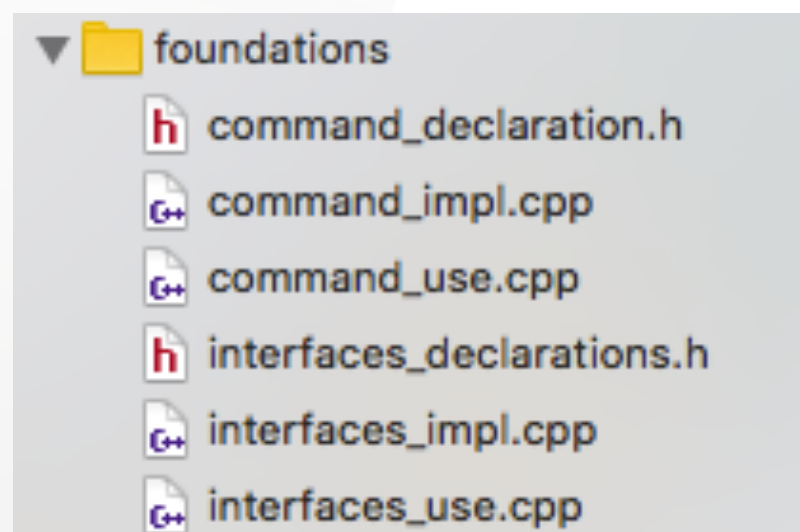 foundations
h command_declaration.h
C++ command_impl.cpp
C++ command_use.cpp
h interfaces_declarations.h
C++ interfaces_impl.cpp
C++ interfaces_use.cpp